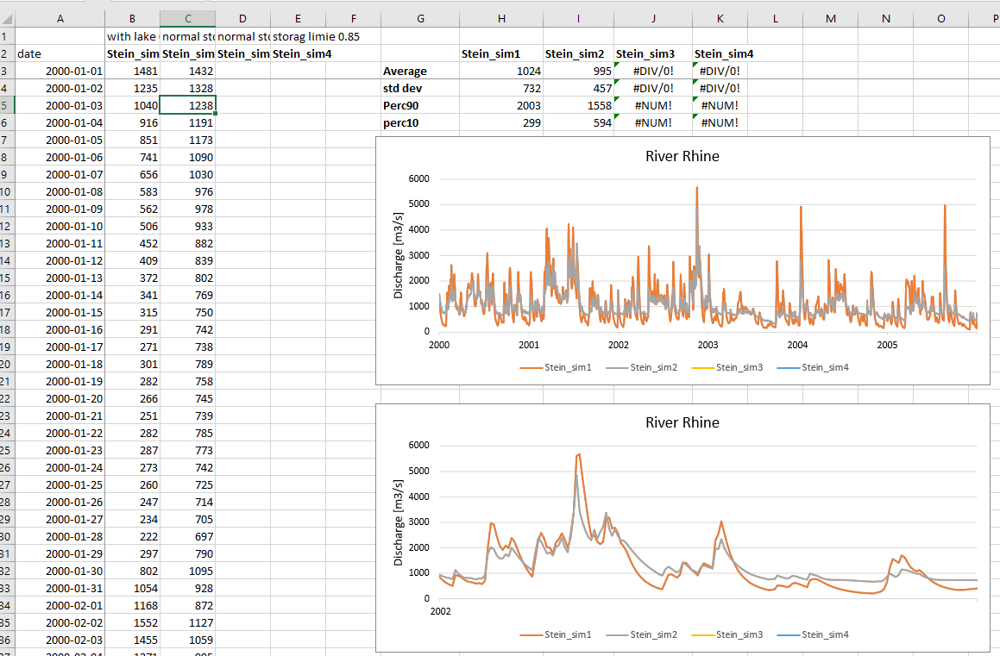 A B C D E F G H I J K L M N O P
1 with lake normal sto normal sto storag limie 0.85
2 date Stein_sim Stein_sim Stein_sim Stein_sim4 Stein_sim1 Stein_sim2 Stein_sim3 Stein_sim4
3 2000-01-01 1481 1432 Average 1024 995 #DIV/0! #DIV/0!
4 2000-01-02 1235 1328 std dev 732 457 #DIV/0! #DIV/0!
5 2000-01-03 1040 1238 Perc90 2003 1558 #NUM! #NUM!
6 2000-01-04 916 1191 perc10 299 594 #NUM! #NUM!
7 2000-01-05 851 1173
8 2000-01-06 741 1090
9 2000-01-07 656 1030
10 2000-01-08 583 976
11 2000-01-09 562 978
12 2000-01-10 506 933
13 2000-01-11 452 882
14 2000-01-12 409 839
15 2000-01-13 372 802
16 2000-01-14 341 769
17 2000-01-15 315 750
18 2000-01-16 291 742
19 2000-01-17 271 738
20 2000-01-18 301 789
21 2000-01-19 282 758
22 2000-01-20 266 745
23 2000-01-21 251 739
24 2000-01-22 282 785
25 2000-01-23 287 773
26 2000-01-24 273 742
27 2000-01-25 260 725
28 2000-01-26 247 714
29 2000-01-27 234 705
30 2000-01-28 222 697
31 2000-01-29 297 790
32 2000-01-30 802 1095
33 2000-01-31 1054 928
34 2000-02-01 1168 872
35 2000-02-02 1552 1127
36 2000-02-03 1455 1059
River Rhine
Discharge [m3/s]
6000
5000
4000
3000
2000
1000
0
2000 2001 2002 2003 2004 2005
Stein_sim1 Stein_sim2 Stein_sim3 Stein_sim4
River Rhine
Discharge [m3/s]
6000
5000
4000
3000
2000
1000
0
2002
Stein_sim1 Stein_sim2 Stein_sim3 Stein_sim4